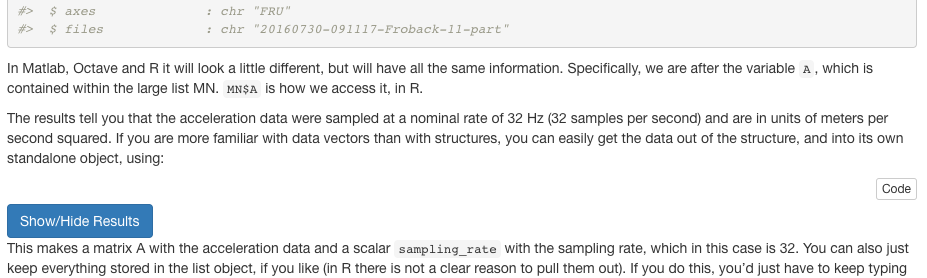 #>  $ axes               : chr "FRU"
#>  $ files              : chr "20160730-091117-Froback-11-part"
In Matlab, Octave and R it will look a little different, but will have all the same information. Specifically, we are after the variable A, which is
contained within the large list MN. MN$A is how we access it, in R.
The results tell you that the acceleration data were sampled at a nominal rate of 32 Hz (32 samples per second) and are in units of meters per
second squared. If you are more familiar with data vectors than with structures, you can easily get the data out of the structure, and into its own
standalone object, using:
Code
Show/Hide Results
This makes a matrix A with the acceleration data and a scalar sampling_rate with the sampling rate, which in this case is 32. You can also just
keep everything stored in the list object, if you like (in R there is not a clear reason to pull them out). If you do this, you'd just have to keep typing